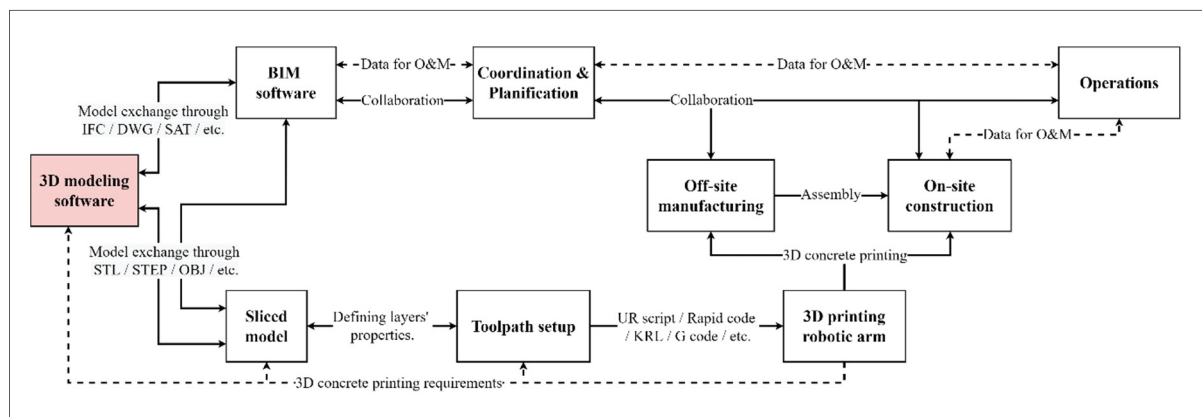 BIM
software
Data for O&M
Coordination &
Planification
Data for O&M
Operations
Collaboration
Collaboration
Model exchange through
IFC / DWG / SAT / etc.
Data for O&M
3D modeling
software
Off-site
manufacturing
Assembly
On-site
construction
Model exchange through
STL / STEP / OBJ / etc.
3D concrete printing
Sliced
model
Defining layers'
properties.
Toolpath setup
UR script / Rapid code
/ KRL / G code / etc.
3D printing
robotic arm
3D concrete printing requirements